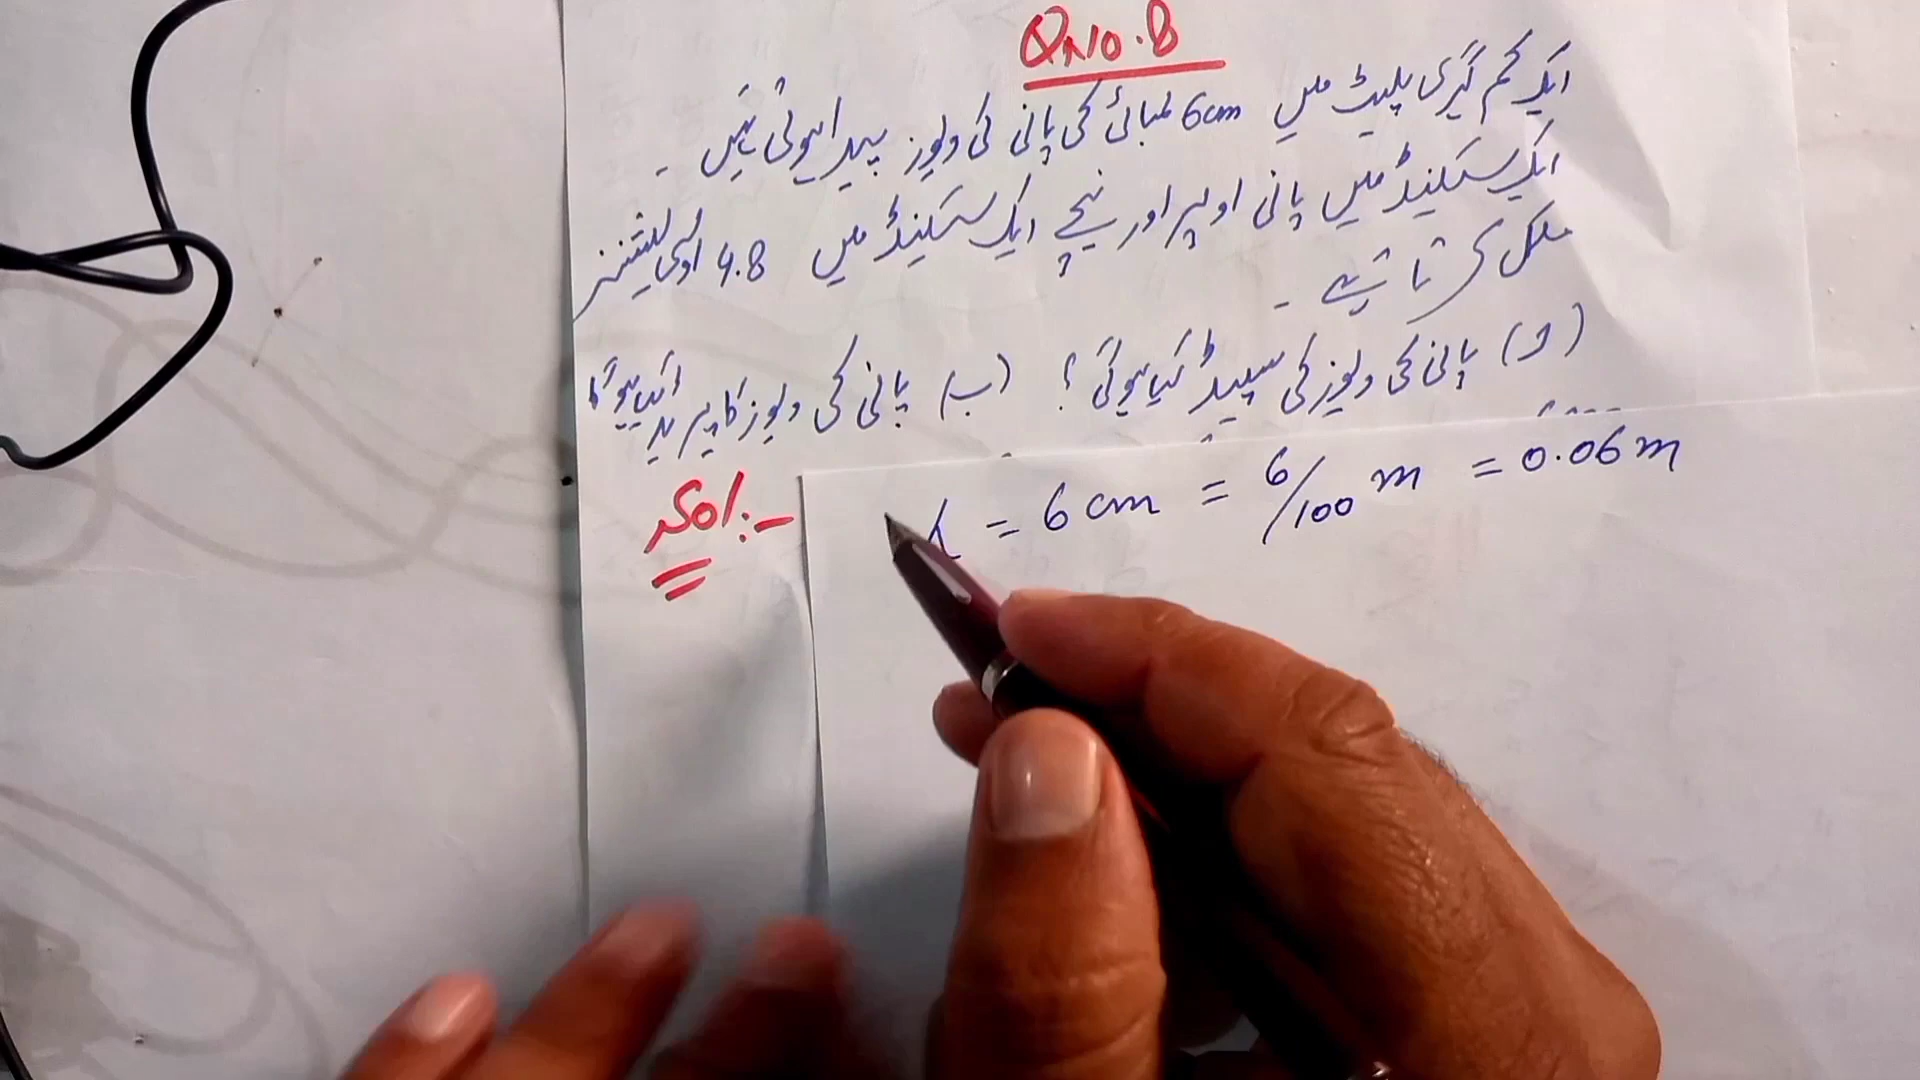 Q no. 8
ایک کم گہری پلیٹ میں 6cm لمبائی کی پانی کی ویوز پیدا ہوتی ہیں ۔
ایک سیکنڈ میں پانی اوپر اور نیچے ایک سیکنڈ میں 4.8 اوسی لیشنز
مکمل کرتا ہے ۔
(و) پانی کی ویوز کی سپیڈ کیا ہوگی ؟ (ب) پانی کی ویوز کا پیریڈ کیا ہوگا
Sol:-
λ = 6 cm = 6/100 m = 0.06 m